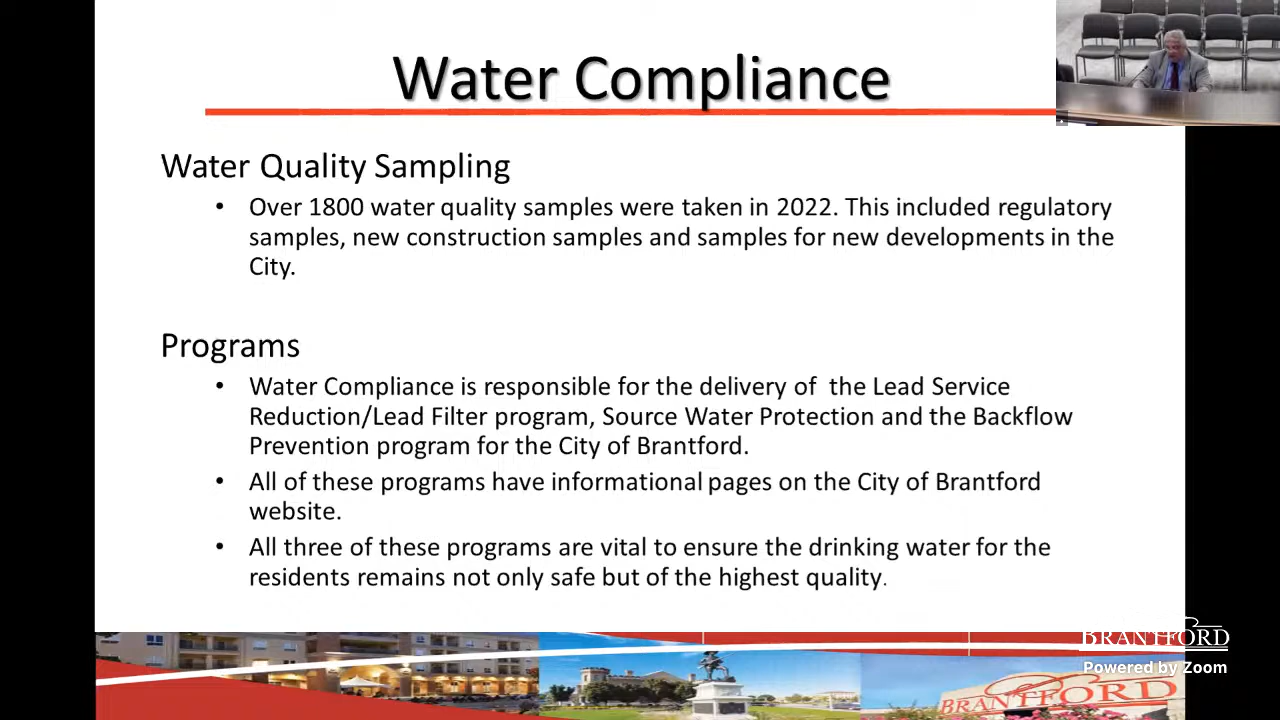 Water Compliance
Water Quality Sampling
• Over 1800 water quality samples were taken in 2022. This included regulatory
samples, new construction samples and samples for new developments in the
City.
Programs
• Water Compliance is responsible for the delivery of  the Lead Service
Reduction/Lead Filter program, Source Water Protection and the Backflow
Prevention program for the City of Brantford.
• All of these programs have informational pages on the City of Brantford
website.
• All three of these programs are vital to ensure the drinking water for the
residents remains not only safe but of the highest quality.
BRANTFORD
Powered by Zoom
BRANTFORD